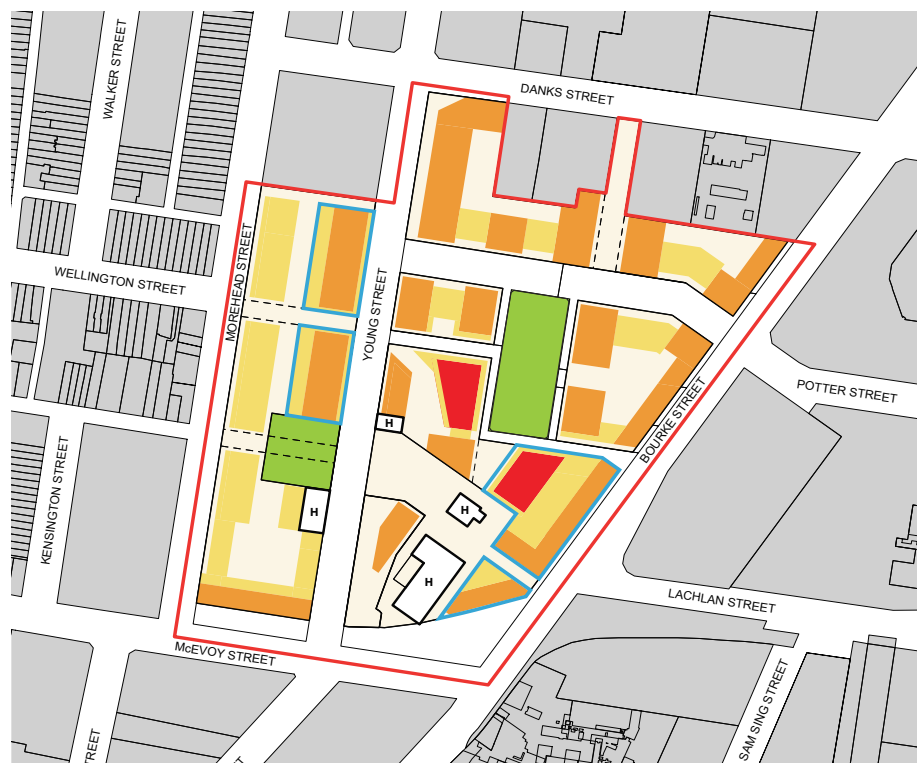 WALKER STREET
DANKS STREET
WELLINGTON STREET
MOREHEAD STREET
YOUNG STREET
POTTER STREET
BOURKE STREET
H
KENSINGTON STREET
H
H
H
LACHLAN STREET
McEVOY STREET
SAM SING STREET
STREET
T